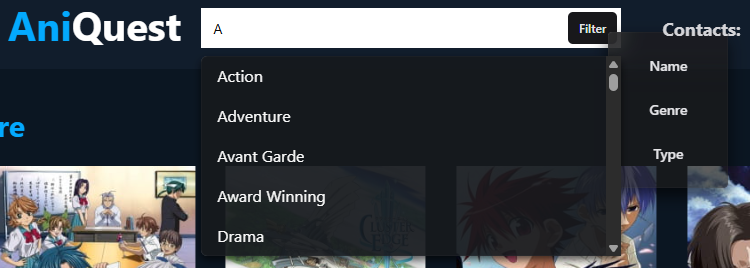 AniQuest
A
Filter
Contacts:
Action
Name
Adventure
Genre
re
Avant Garde
Type
Award Winning
Drama